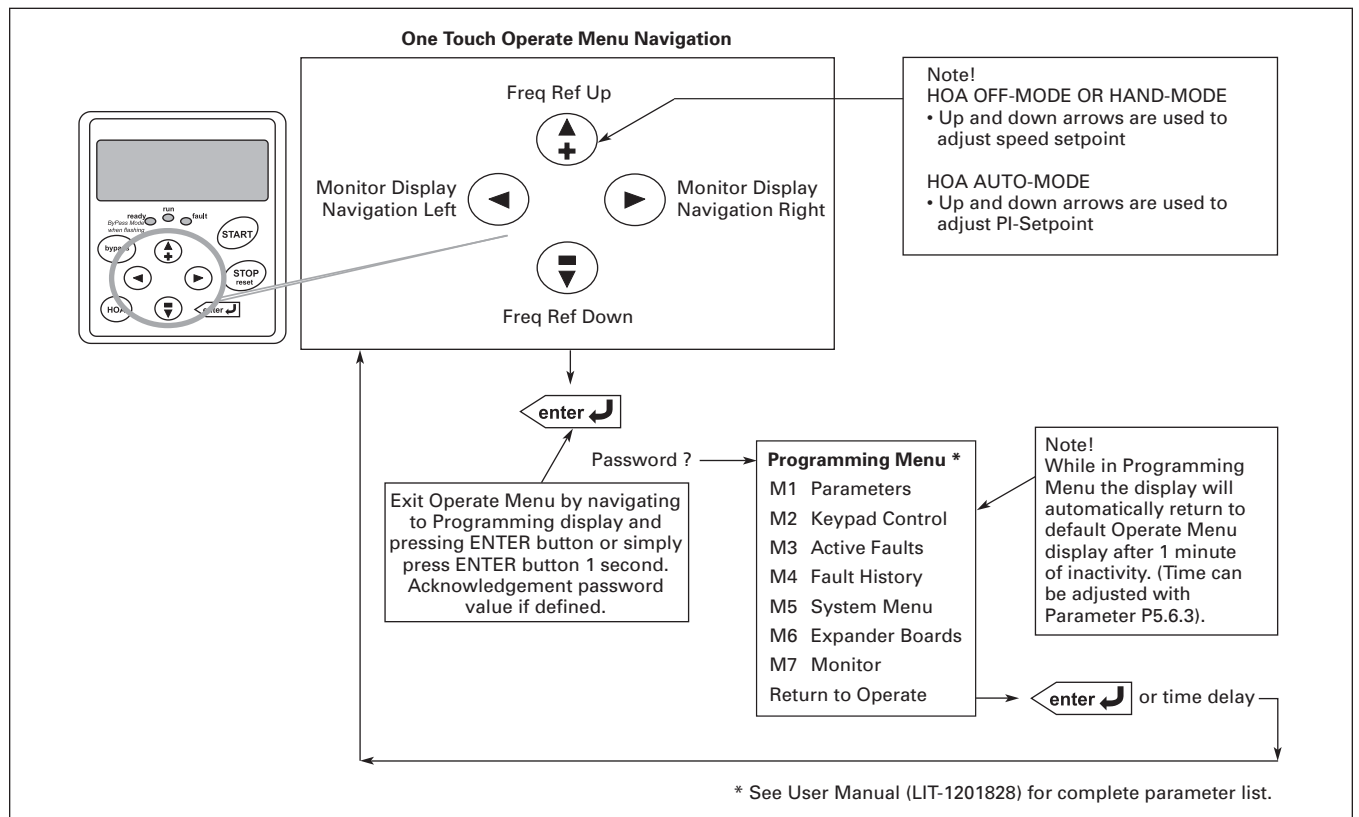 One Touch Operate Menu Navigation
Freq Ref Up
Monitor Display
Navigation Left
Monitor Display
Navigation Right
Freq Ref Down
Note!
HOA OFF-MODE OR HAND-MODE
• Up and down arrows are used to
adjust speed setpoint
HOA AUTO-MODE
• Up and down arrows are used to
adjust PI-Setpoint
ready
run
fault
ByPass Mode
when flashing
START
STOP
reset
HOA
enter
Password ?
Exit Operate Menu by navigating
to Programming display and
pressing ENTER button or simply
press ENTER button 1 second.
Acknowledgement password
value if defined.
Programming Menu *
M1 Parameters
M2 Keypad Control
M3 Active Faults
M4 Fault History
M5 System Menu
M6 Expander Boards
M7 Monitor
Return to Operate
Note!
While in Programming
Menu the display will
automatically return to
default Operate Menu
display after 1 minute
of inactivity. (Time can
be adjusted with
Parameter P5.6.3).
enter or time delay
* See User Manual (LIT-1201828) for complete parameter list.